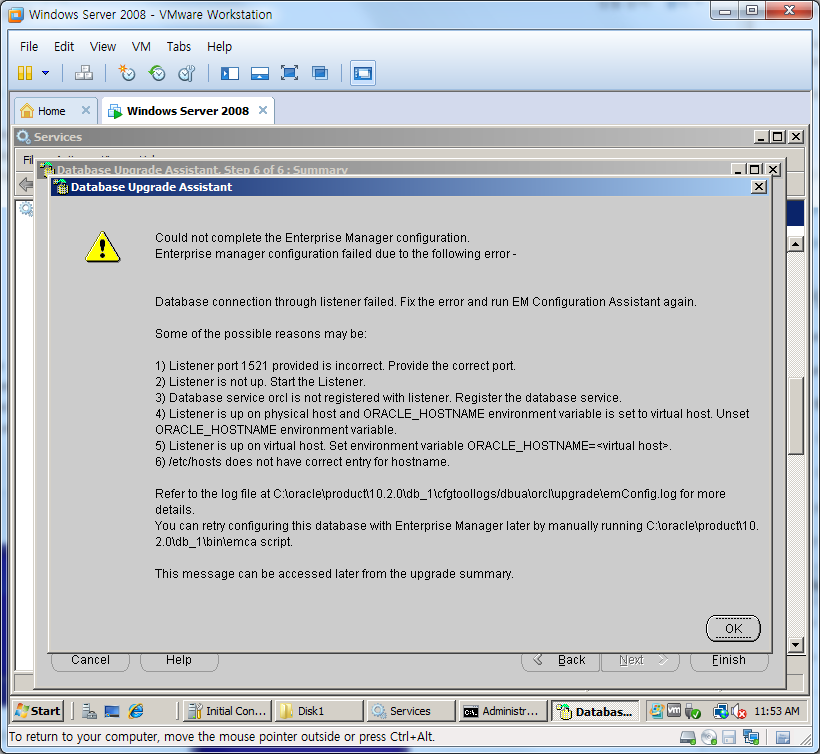 Windows Server 2008 - VMware Workstation
File Edit View VM Tabs Help
Home Windows Server 2008
Services
Database Upgrade Assistant, Step 6 of 6 : Summary
Database Upgrade Assistant
Could not complete the Enterprise Manager configuration.
Enterprise manager configuration failed due to the following error -
Database connection through listener failed. Fix the error and run EM Configuration Assistant again.
Some of the possible reasons may be:
1) Listener port 1521 provided is incorrect. Provide the correct port.
2) Listener is not up. Start the Listener.
3) Database service orcl is not registered with listener. Register the database service.
4) Listener is up on physical host and ORACLE_HOSTNAME environment variable is set to virtual host. Unset
ORACLE_HOSTNAME environment variable.
5) Listener is up on virtual host. Set environment variable ORACLE_HOSTNAME=<virtual host>.
6) /etc/hosts does not have correct entry for hostname.
Refer to the log file at C:\oracle\product\10.2.0\db_1\cfgtoollogs/dbua\orcl\upgrade\emConfig.log for more
details.
You can retry configuring this database with Enterprise Manager later by manually running C:\oracle\product\10.
2.0\db_1\bin\emca script.
This message can be accessed later from the upgrade summary.
OK
Cancel Help Back Next Finish
Start Initial Con... Disk1 Services Administr... Databas... 11:53 AM
To return to your computer, move the mouse pointer outside or press Ctrl+Alt.